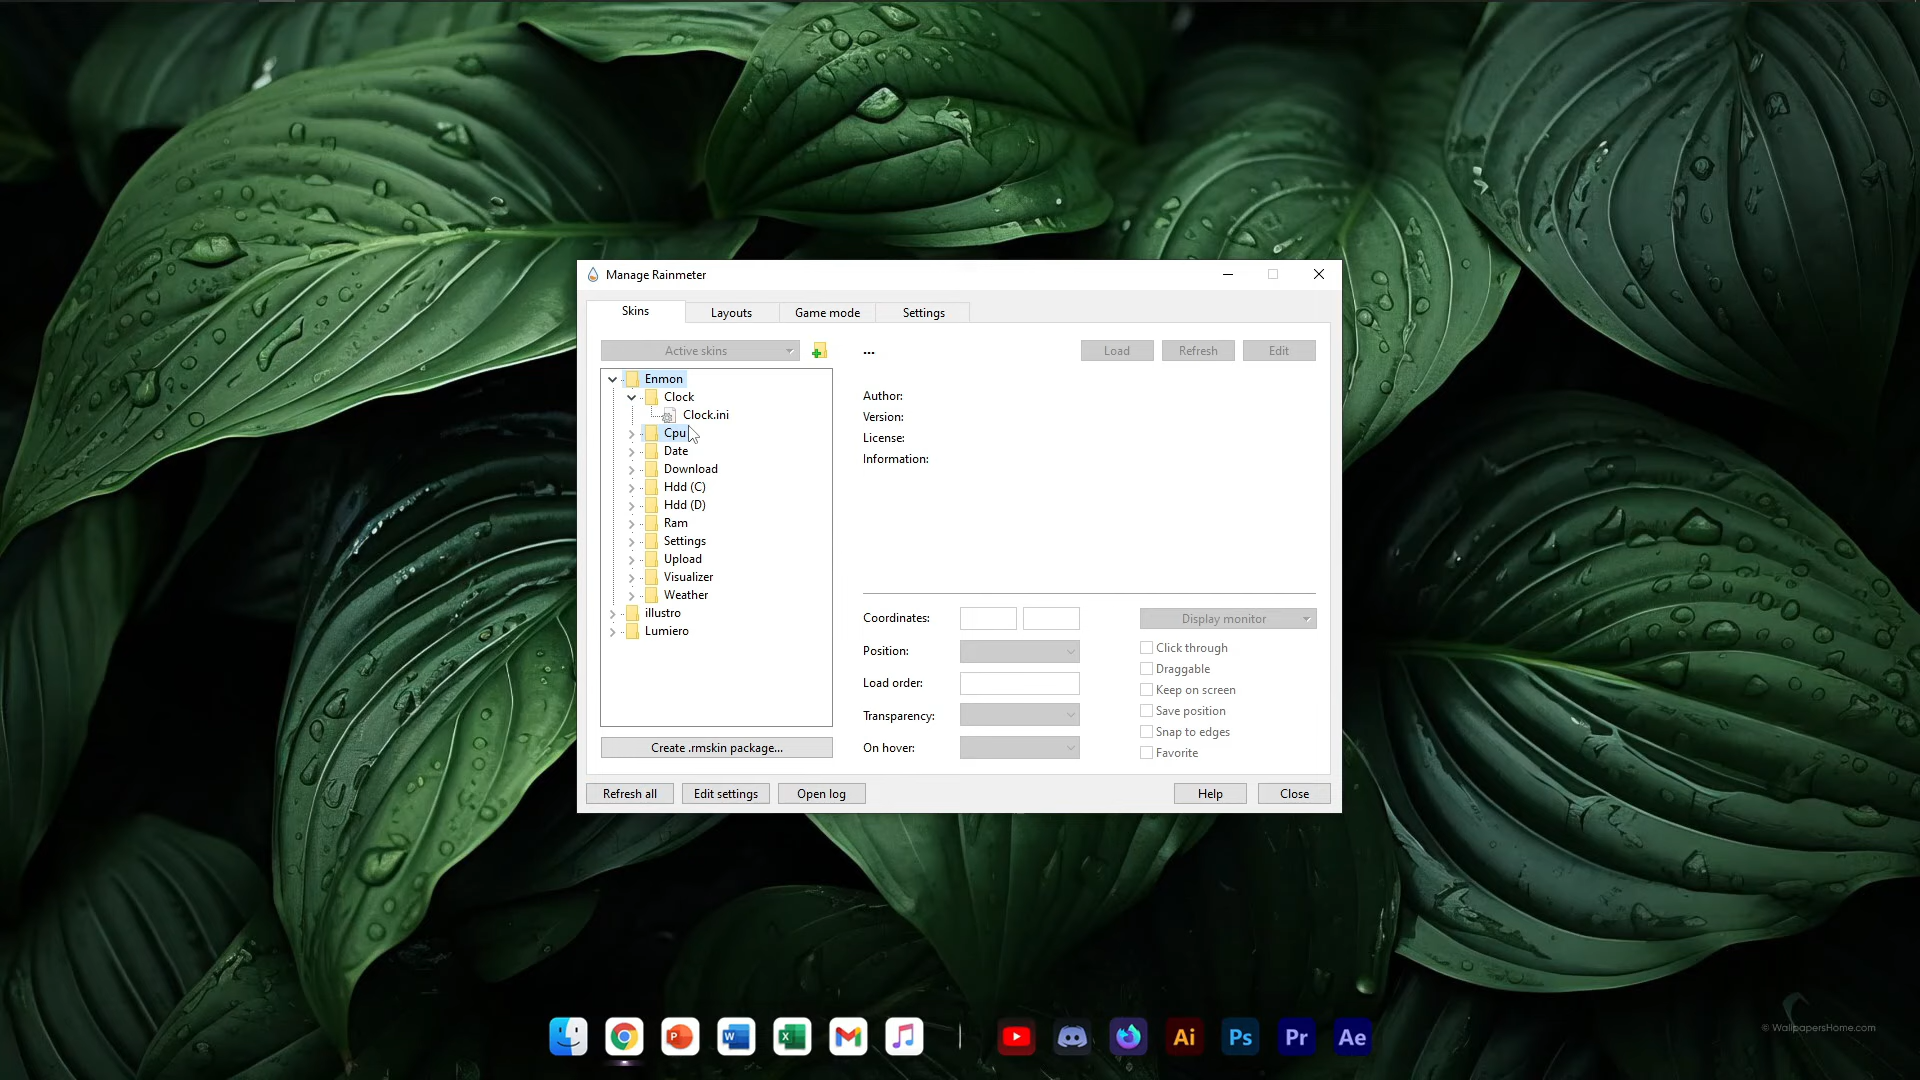 Manage Rainmeter
Skins
Layouts
Game mode
Settings
Active skins
...
Load
Refresh
Edit
Enmon
Clock
Clock.ini
Cpu
Date
Download
Hdd (C)
Hdd (D)
Ram
Settings
Upload
Visualizer
Weather
illustro
Lumiero
Author:
Version:
License:
Information:
Coordinates:
Display monitor
Position:
Click through
Draggable
Load order:
Keep on screen
Transparency:
Save position
Snap to edges
On hover:
Favorite
Create .rmskin package...
Refresh all
Edit settings
Open log
Help
Close
Ai
Ps
Pr
Ae
© WallpapersHome.com